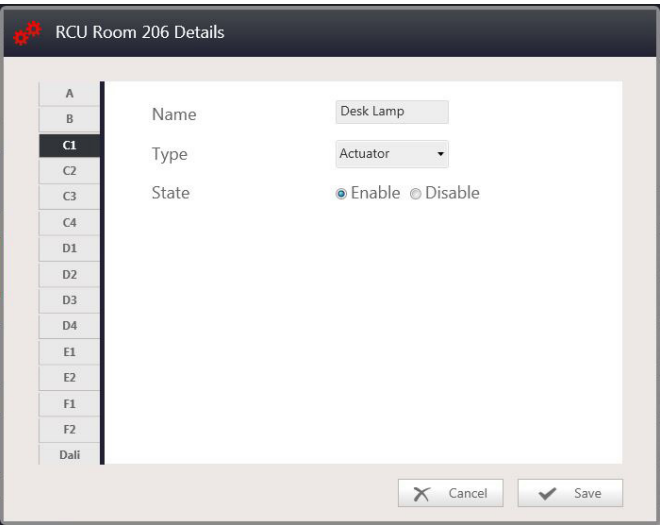 RCU Room 206 Details
A
B
C1
C2
C3
C4
D1
D2
D3
D4
E1
E2
F1
F2
Dali
Name Desk Lamp
Type Actuator
State Enable Disable
Cancel Save